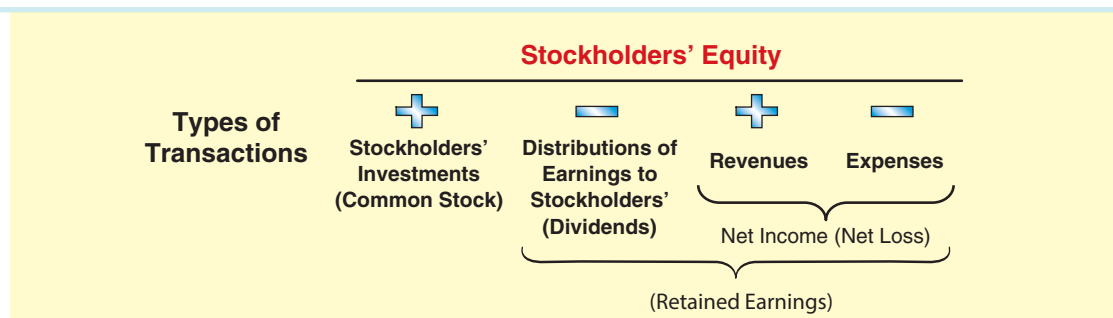 Stockholders’ Equity
Types of
Transactions
Stockholders’
Investments
(Common Stock)
Distributions of
Earnings to
Stockholders’
(Dividends)
Revenues
Expenses
Net Income (Net Loss)
(Retained Earnings)